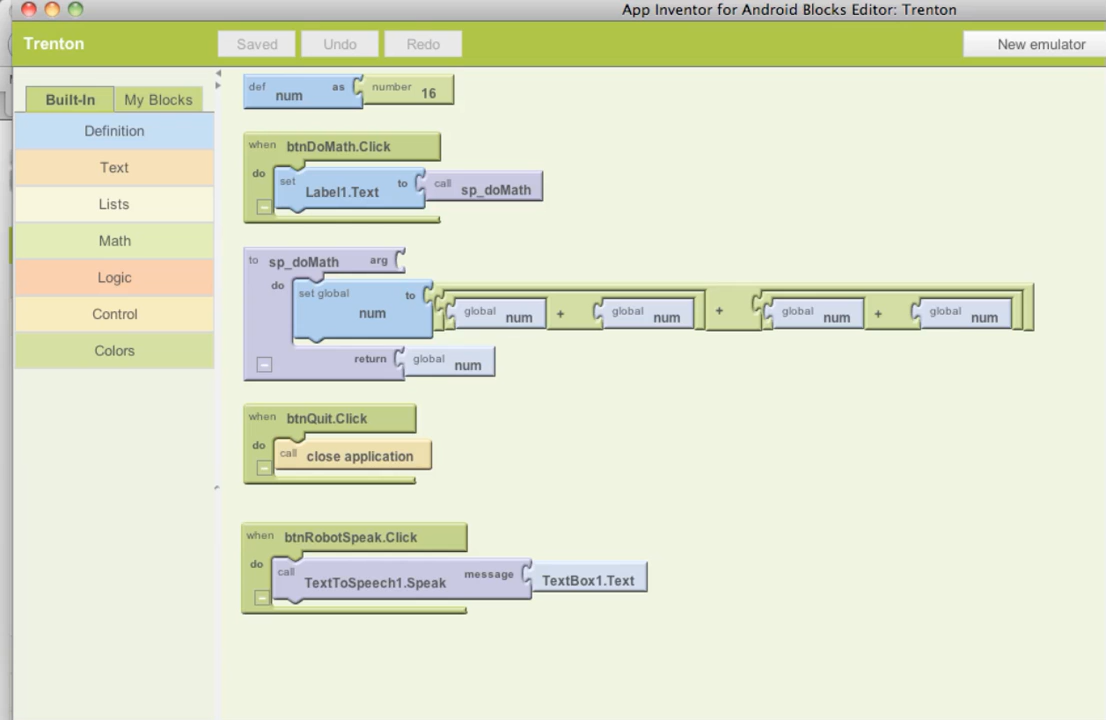 App Inventor for Android Blocks Editor: Trenton
Trenton Saved Undo Redo New emulator
Built-In My Blocks
Definition
Text
Lists
Math
Logic
Control
Colors
def num as number 16
when btnDoMath.Click
do set Label1.Text to call sp_doMath
to sp_doMath arg
do set global num to global num + global num + global num + global num
return global num
when btnQuit.Click
do call close application
when btnRobotSpeak.Click
do call TextToSpeech1.Speak message TextBox1.Text